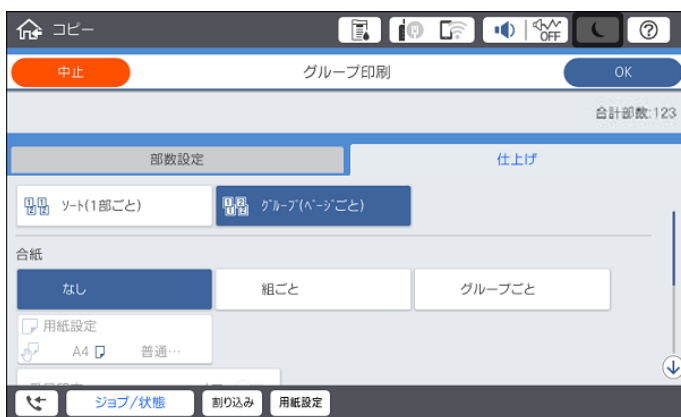 コピー
OFF
中止
グループ印刷
OK
合計部数:123
部数設定
仕上げ
ソート(1部ごと)
グループ(ページごと)
合紙
なし
組ごと
グループごと
用紙設定
A4
普通…
ジョブ/状態
割り込み
用紙設定